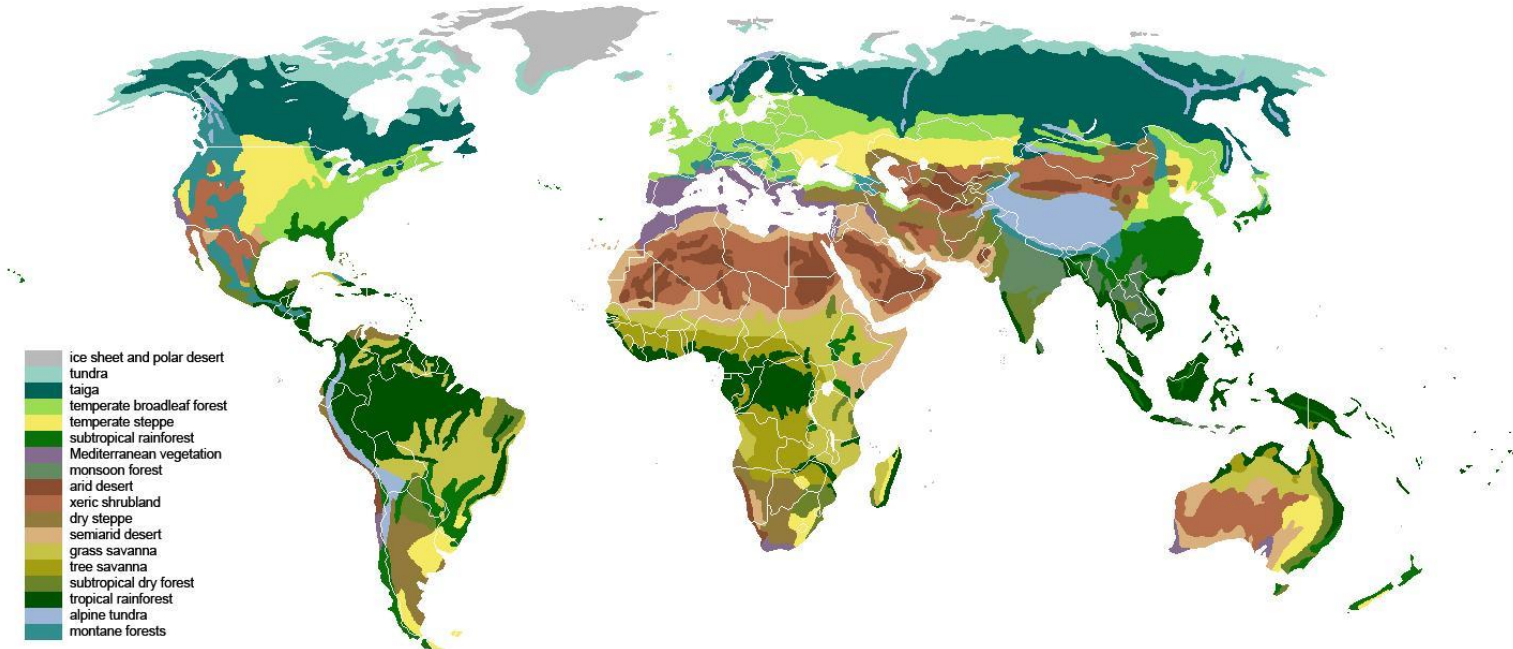 ice sheet and polar desert
tundra
taiga
temperate broadleaf forest
temperate steppe
subtropical rainforest
Mediterranean vegetation
monsoon forest
arid desert
xeric shrubland
dry steppe
semiarid desert
grass savanna
tree savanna
subtropical dry forest
tropical rainforest
alpine tundra
montane forests